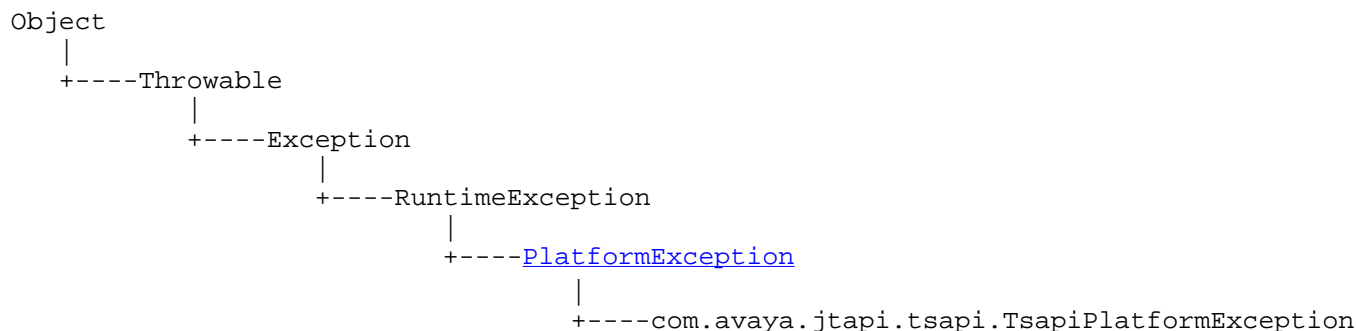 Object
   |
   +----Throwable
           |
           +----Exception
                   |
                   +----RuntimeException
                           |
                           +----PlatformException
                                   |
                                   +----com.avaya.jtapi.tsapi.TsapiPlatformException